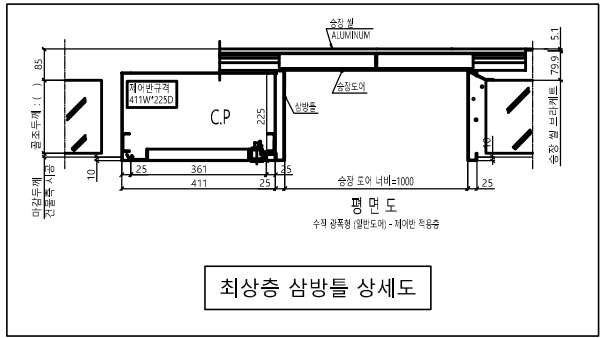 승장 씰
ALUMINUM
5.1
85
79.9
제어반규격
411W*225D
C.P
225
승장도어
삼방틀
골조두께 : (    )
승장 씰 브라케트
10
25
361
25
25
411
승장 도어 너비=1000
25
10
마감두께
건물측 시공
평 면 도
수직 광폭형 (일반도어) - 제어반 적용층
최상층 삼방틀 상세도